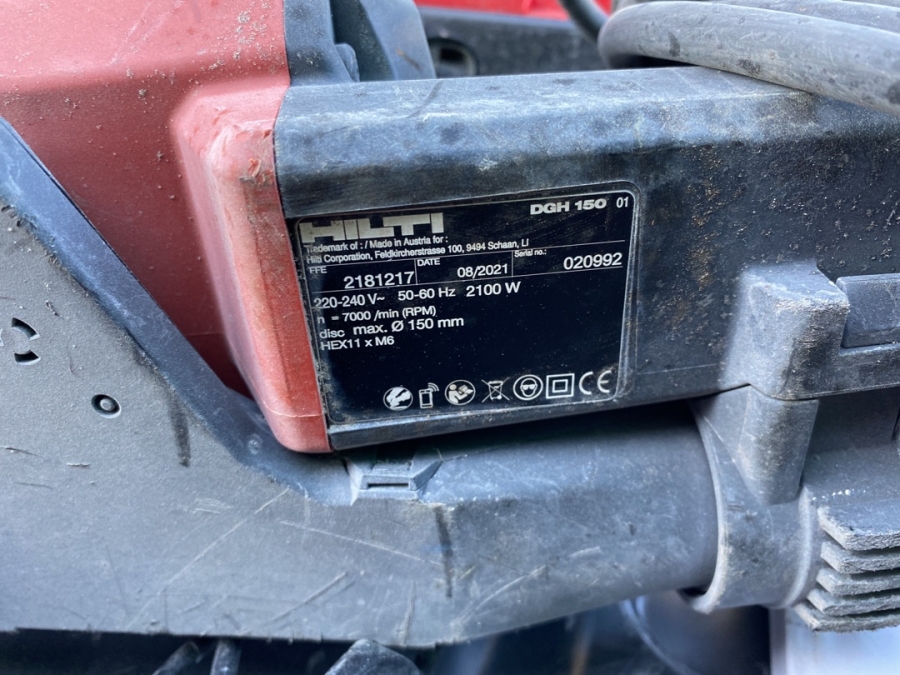 HILTI
DGH 150 01
Trademark of : / Made in Austria for :
Hilti Corporation, Feldkircherstrasse 100, 9494 Schaan, LI
FFE 2181217 DATE 08/2021 Serial no.: 020992
220-240 V~ 50-60 Hz 2100 W
n = 7000 /min (RPM)
disc max. Ø 150 mm
HEX11 x M6
CE